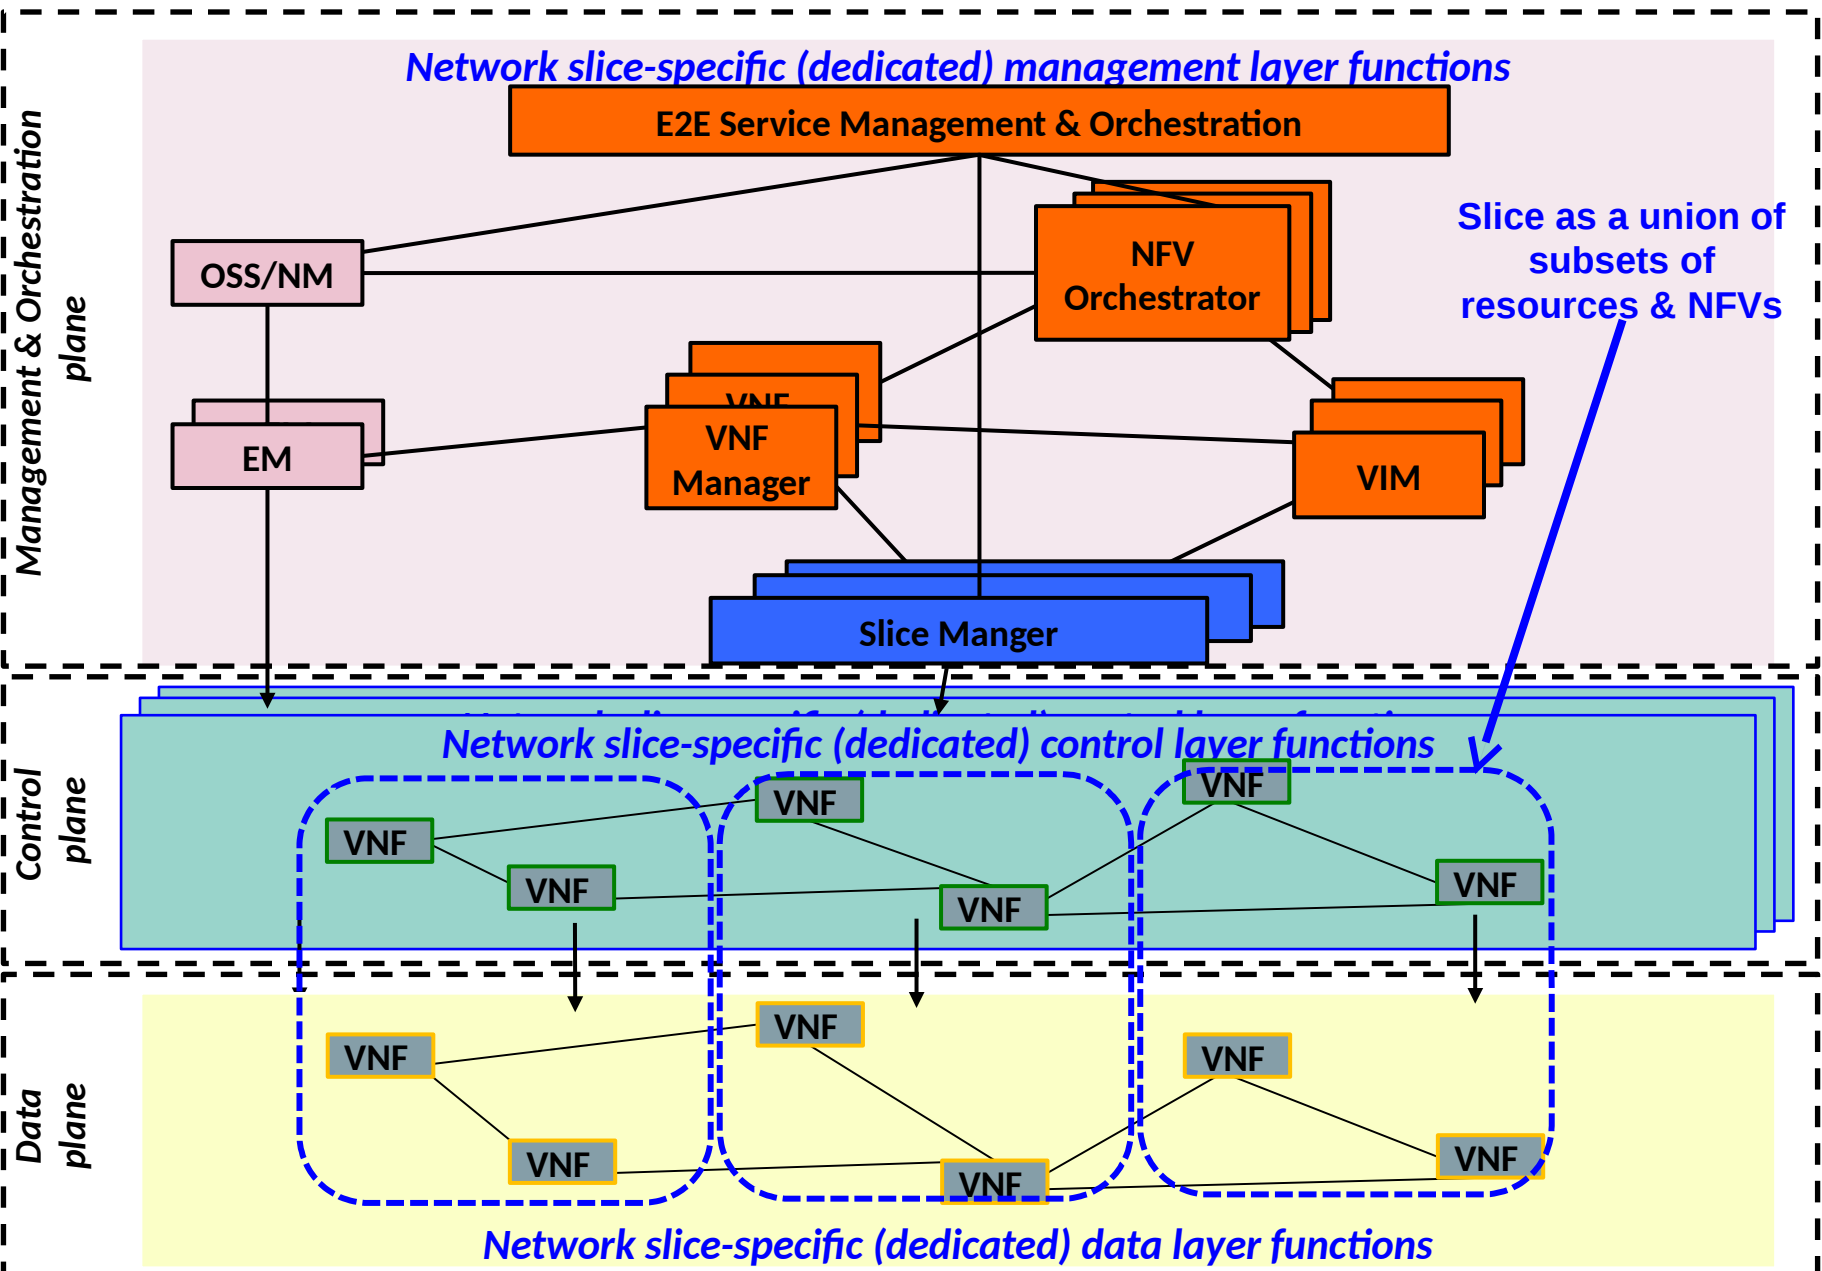 Network slice-specific (dedicated) management layer functions
E2E Service Management & Orchestration
Management & Orchestration
plane
Slice as a union of
subsets of
resources & NFVs
NFV
Orchestrator
OSS/NM
VNF
VNF
Manager
EM
VIM
Slice Manger
Control
plane
Network slice-specific (dedicated) control layer functions
VNF
VNF
VNF
VNF
VNF
VNF
Data
plane
VNF
VNF
VNF
VNF
VNF
VNF
Network slice-specific (dedicated) data layer functions